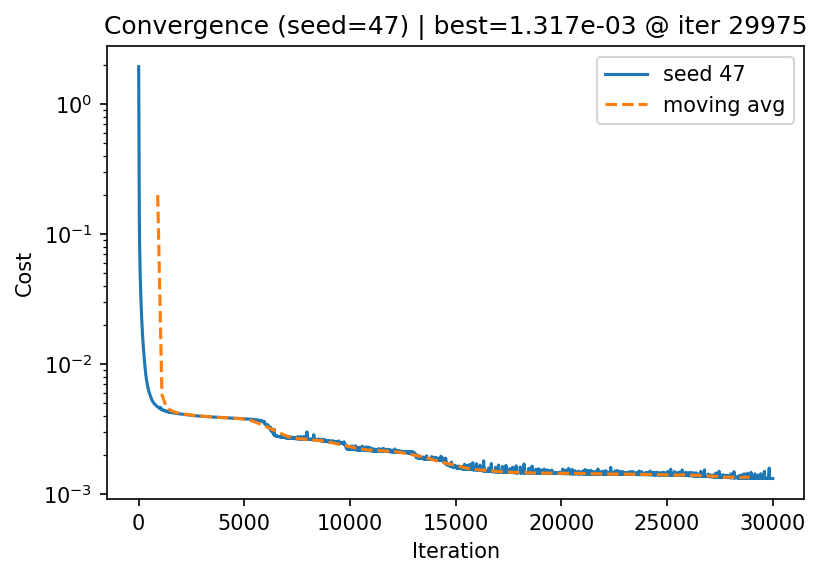 Convergence (seed=47) | best=1.317e-03 @ iter 29975
seed 47
moving avg
Cost
10⁰
10⁻¹
10⁻²
10⁻³
0 5000 10000 15000 20000 25000 30000
Iteration